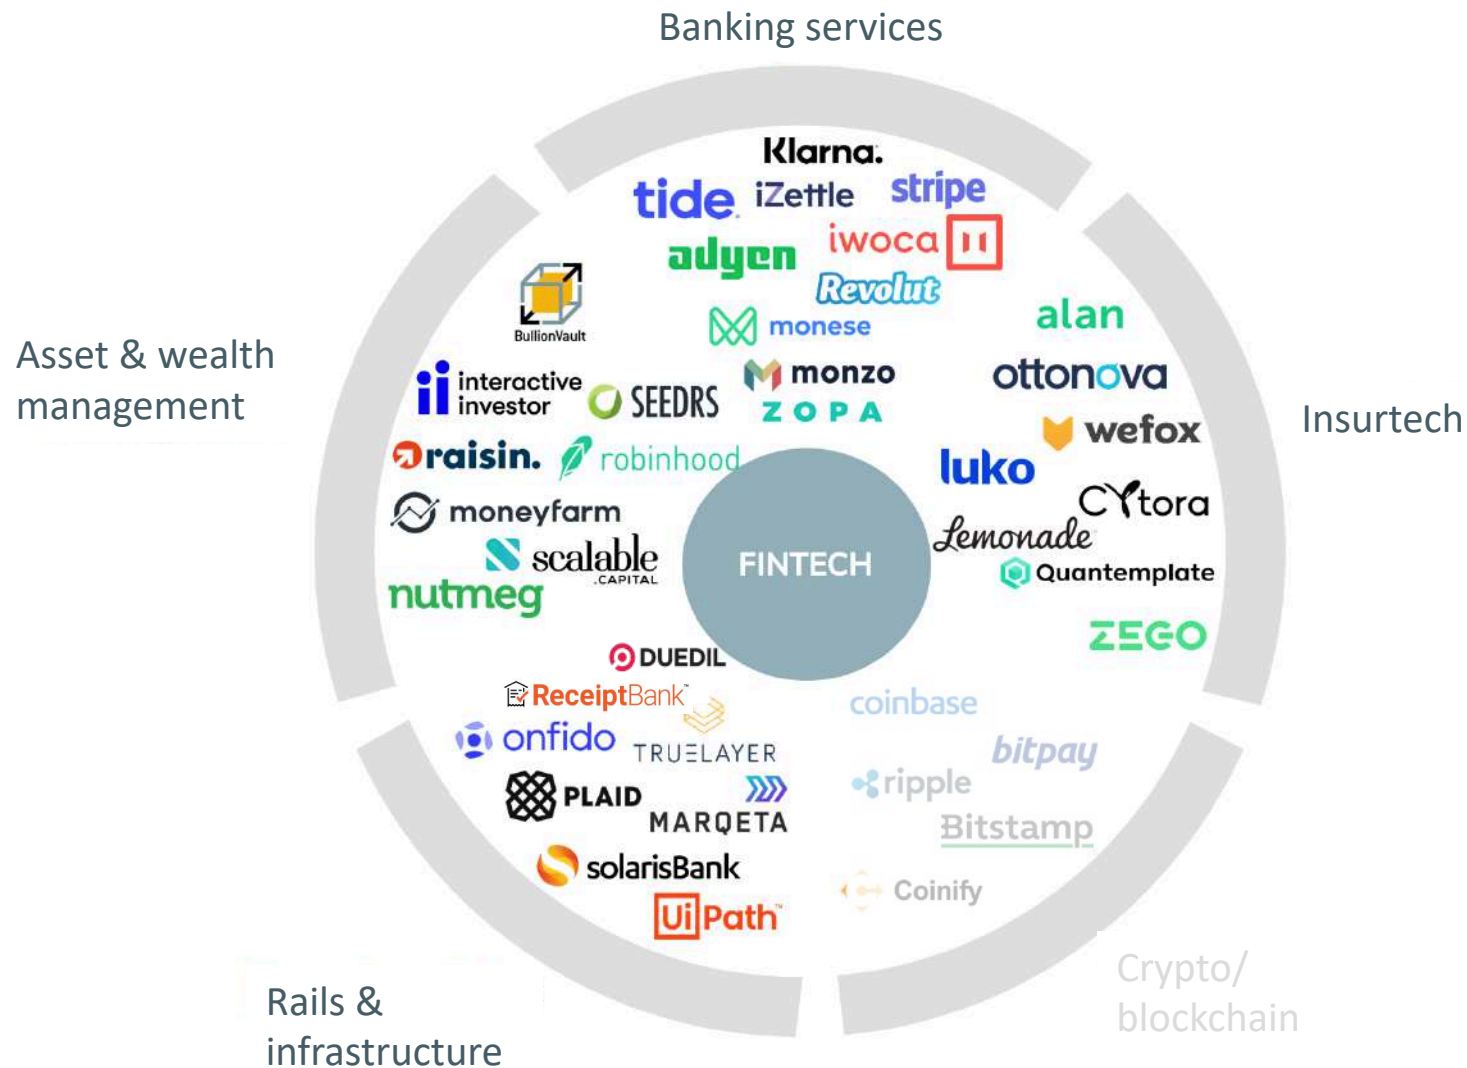 Banking services
Klarna.
tide
iZettle
stripe
adyen
iwoca
Revolut
monese
monzo
ZOPA
Asset & wealth
management
BullionVault
interactive
investor
SEEDRS
raisin.
robinhood
moneyfarm
scalable
.CAPITAL
nutmeg
FINTECH
Insurtech
alan
ottonova
wefox
luko
CYtora
Lemonade
Quantemplate
ZEGO
DUEDIL
ReceiptBank™
onfido
TRUELAYER
PLAID
MARQETA
solarisBank
UiPath™
Rails &
infrastructure
coinbase
bitpay
ripple
Bitstamp
Coinify
Crypto/
blockchain